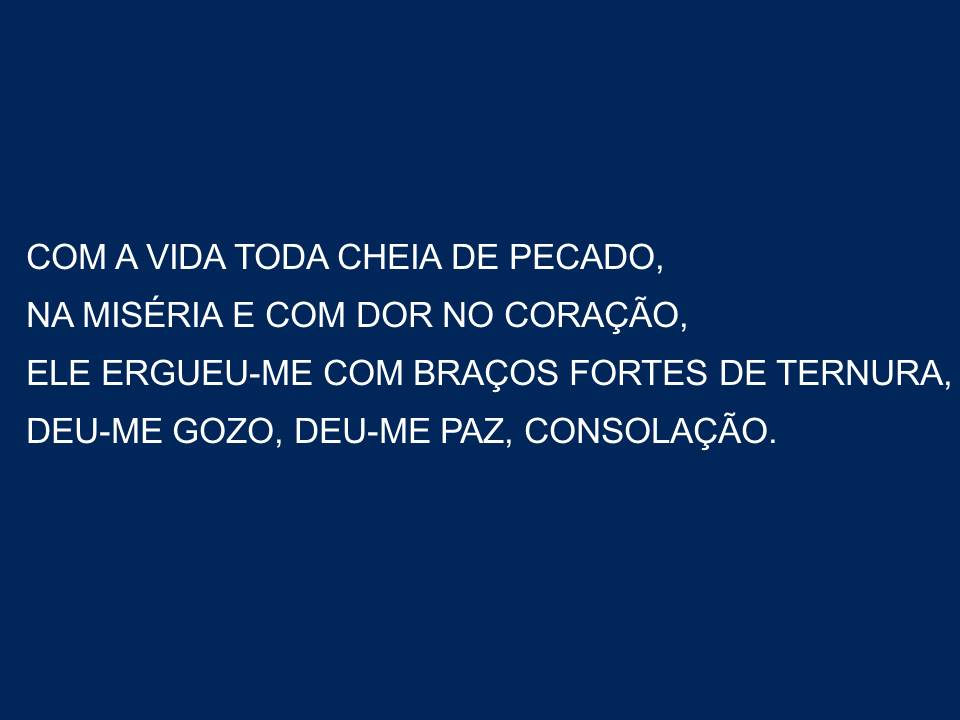 COM A VIDA TODA CHEIA DE PECADO,
NA MISÉRIA E COM DOR NO CORAÇÃO,
ELE ERGUEU-ME COM BRAÇOS FORTES DE TERNURA,
DEU-ME GOZO, DEU-ME PAZ, CONSOLAÇÃO.